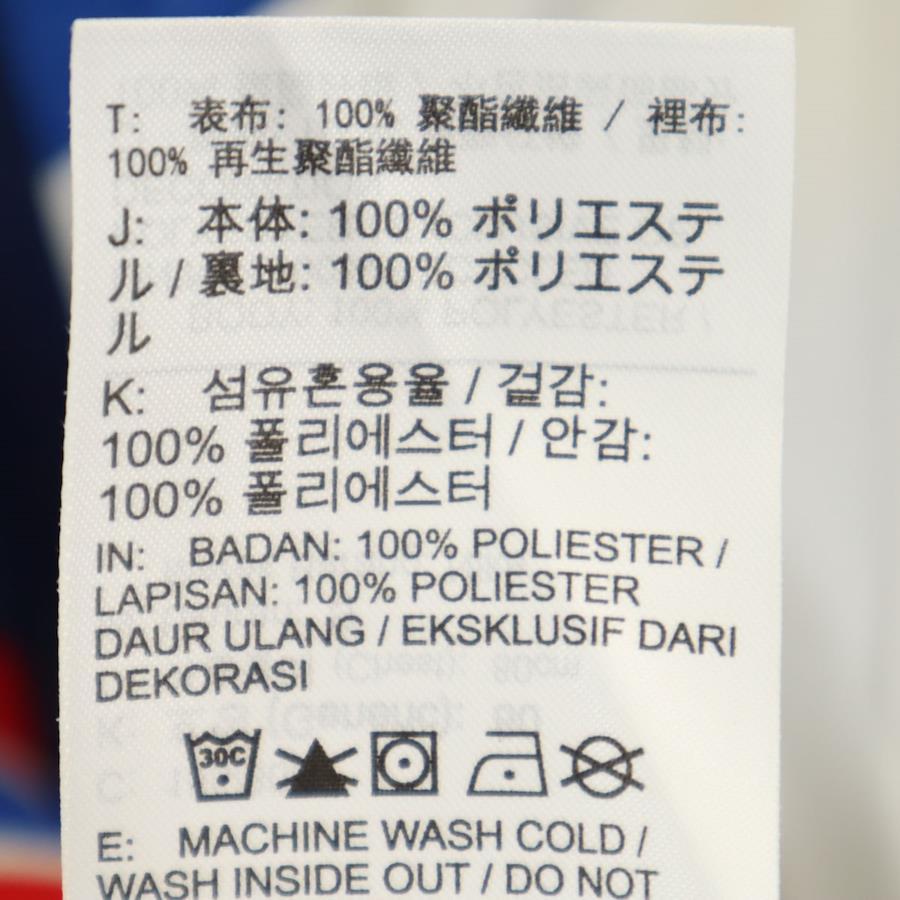 T: 表布: 100% 聚酯纖維 / 裡布:
100% 再生聚酯纖維
J: 本体: 100% ポリエステ
ル / 裏地: 100% ポリエステ
ル
K: 섬유혼용율 / 겉감:
100% 폴리에스터 / 안감:
100% 폴리에스터
IN: BADAN: 100% POLIESTER /
LAPISAN: 100% POLIESTER
DAUR ULANG / EKSKLUSIF DARI
DEKORASI
30C
E: MACHINE WASH COLD /
WASH INSIDE OUT / DO NOT